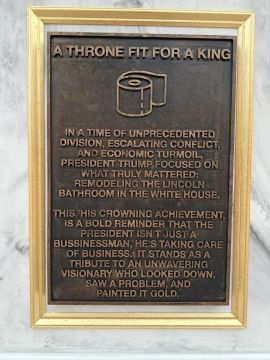 A THRONE FIT FOR A KING
IN A TIME OF UNPRECEDENTED
DIVISION, ESCALATING CONFLICT,
AND ECONOMIC TURMOIL,
PRESIDENT TRUMP FOCUSED ON
WHAT TRULY MATTERED:
REMODELING THE LINCOLN
BATHROOM IN THE WHITE HOUSE.
THIS, HIS CROWNING ACHIEVEMENT,
IS A BOLD REMINDER THAT THE
PRESIDENT ISN'T JUST A
BUSSINESSMAN, HE'S TAKING CARE
OF BUSINESS. IT STANDS AS A
TRIBUTE TO AN UNWAVERING
VISIONARY WHO LOOKED DOWN,
SAW A PROBLEM, AND
PAINTED IT GOLD.